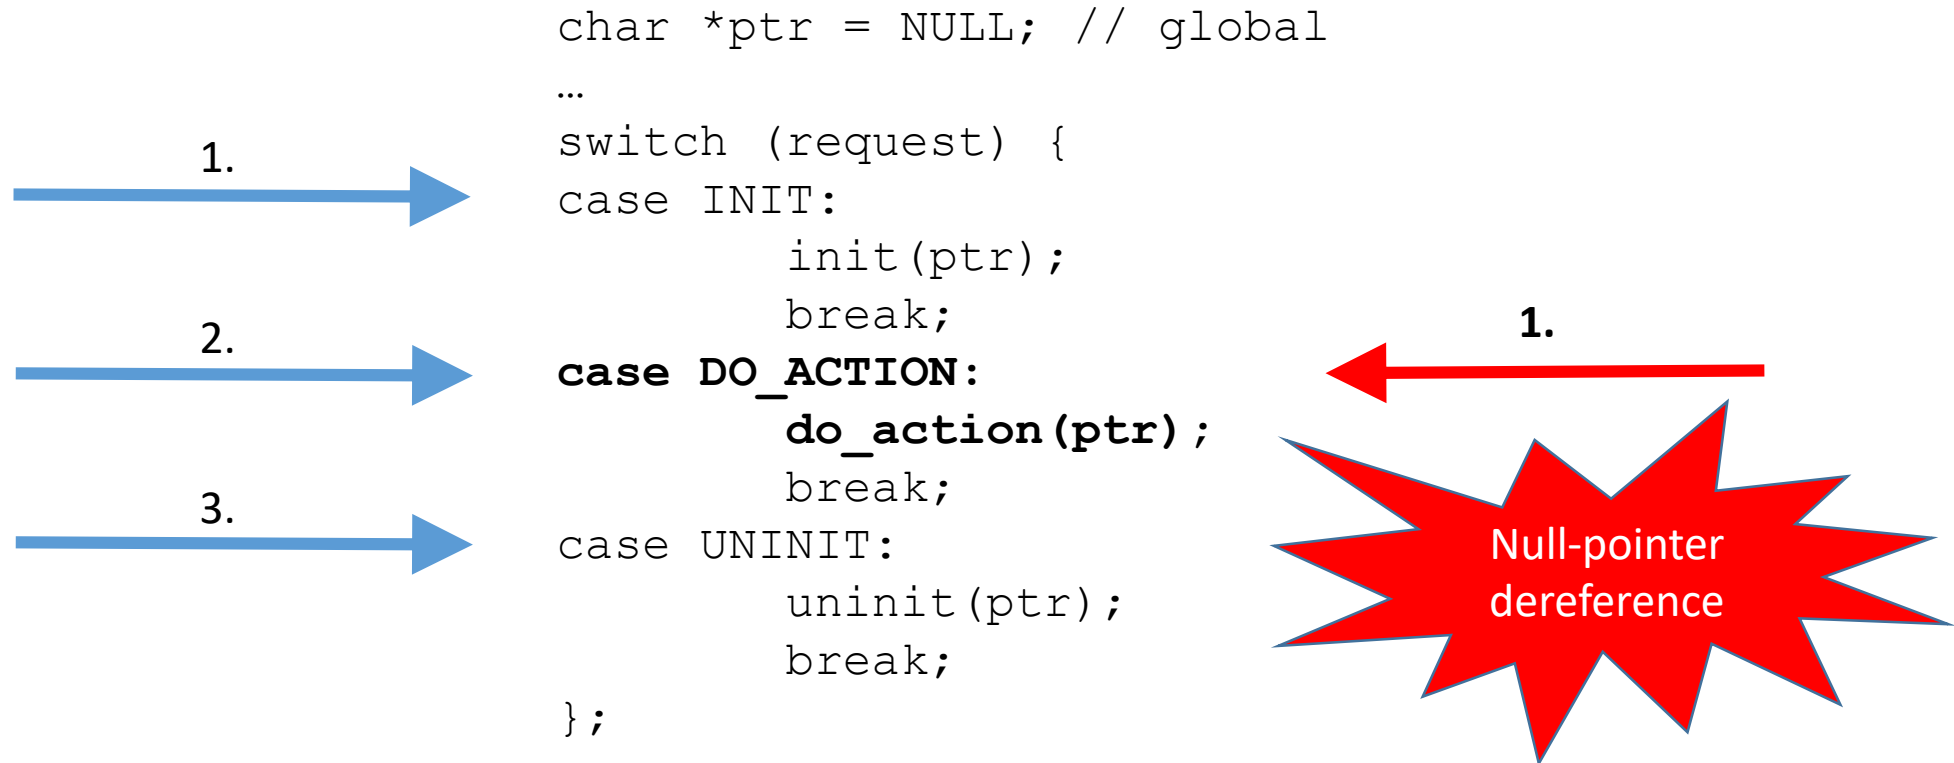 char *ptr = NULL; // global
…
switch (request) {
1.
case INIT:
init(ptr);
break;
2.
1.
case DO_ACTION:
do_action(ptr);
break;
3.
case UNINIT:
uninit(ptr);
break;
};
Null-pointer
dereference